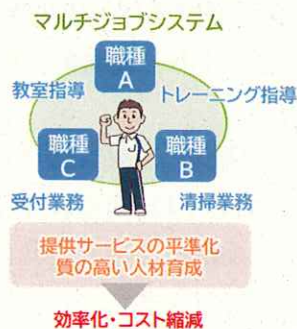 マルチジョブシステム
職種
A
教室指導
トレーニング指導
職種
C
職種
B
受付業務
清掃業務
提供サービスの平準化
質の高い人材育成
効率化・コスト縮減